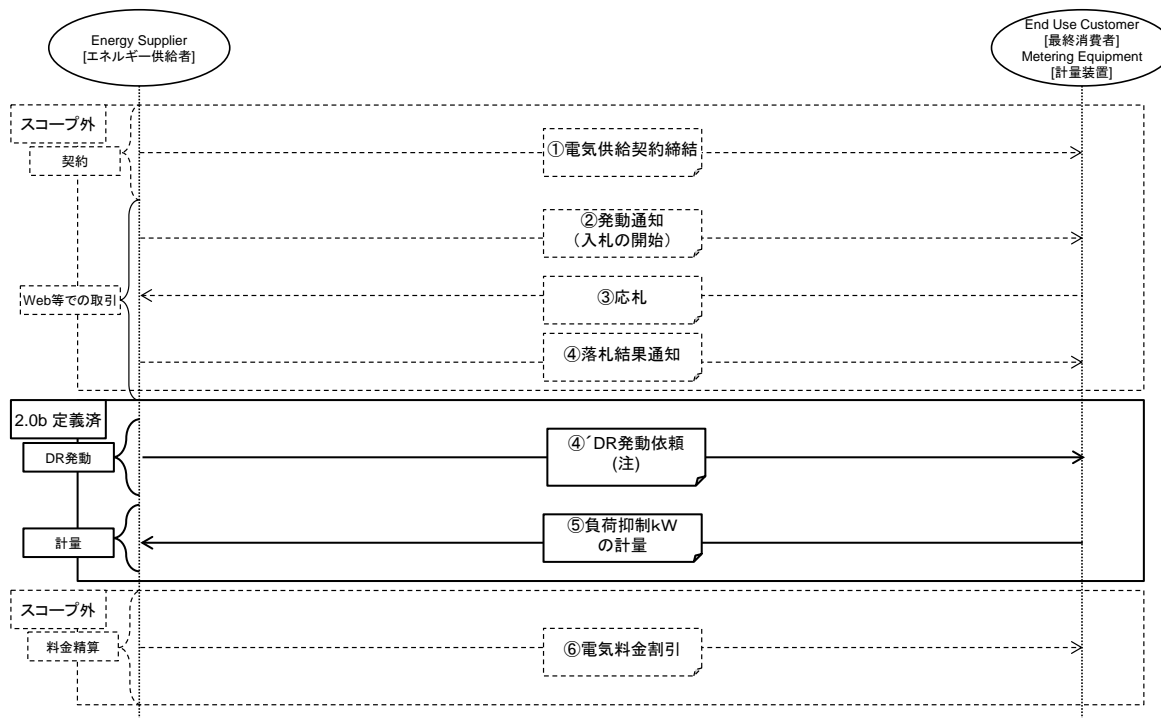 Energy Supplier
[エネルギー供給者]
End Use Customer
[最終消費者]
Metering Equipment
[計量装置]
スコープ外
契約
①電気供給契約締結
②発動通知
（入札の開始）
Web等での取引
③応札
④落札結果通知
2.0b 定義済
DR発動
④´DR発動依頼
(注)
計量
⑤負荷抑制kW
の計量
スコープ外
料金精算
⑥電気料金割引